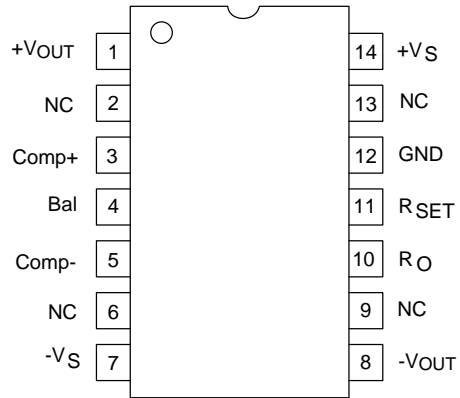 +VOUT 1 14 +VS
NC 2 13 NC
Comp+ 3 12 GND
Bal 4 11 RSET
Comp- 5 10 RO
NC 6 9 NC
-VS 7 8 -VOUT